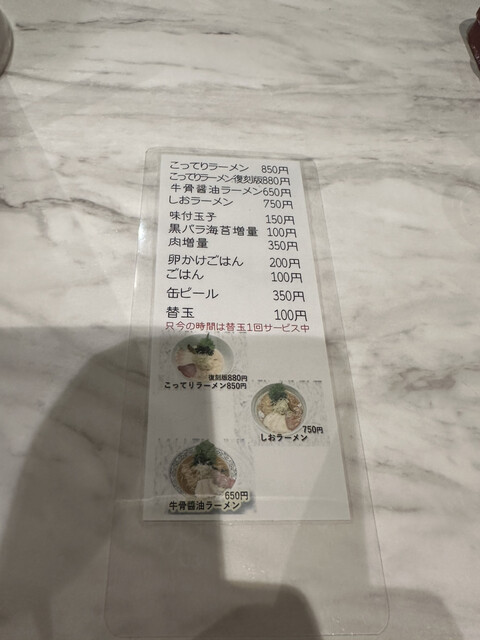 こってりラーメン 850円
こってりラーメン復刻版880円
牛骨醤油ラーメン650円
しおラーメン 750円
味付玉子 150円
黒バラ海苔増量 100円
肉増量 350円
卵かけごはん 200円
ごはん 100円
缶ビール 350円
替玉 100円
只今の時間は替玉1回サービス中
復刻版880円
こってりラーメン850円
750円
しおラーメン
650円
牛骨醤油ラーメン